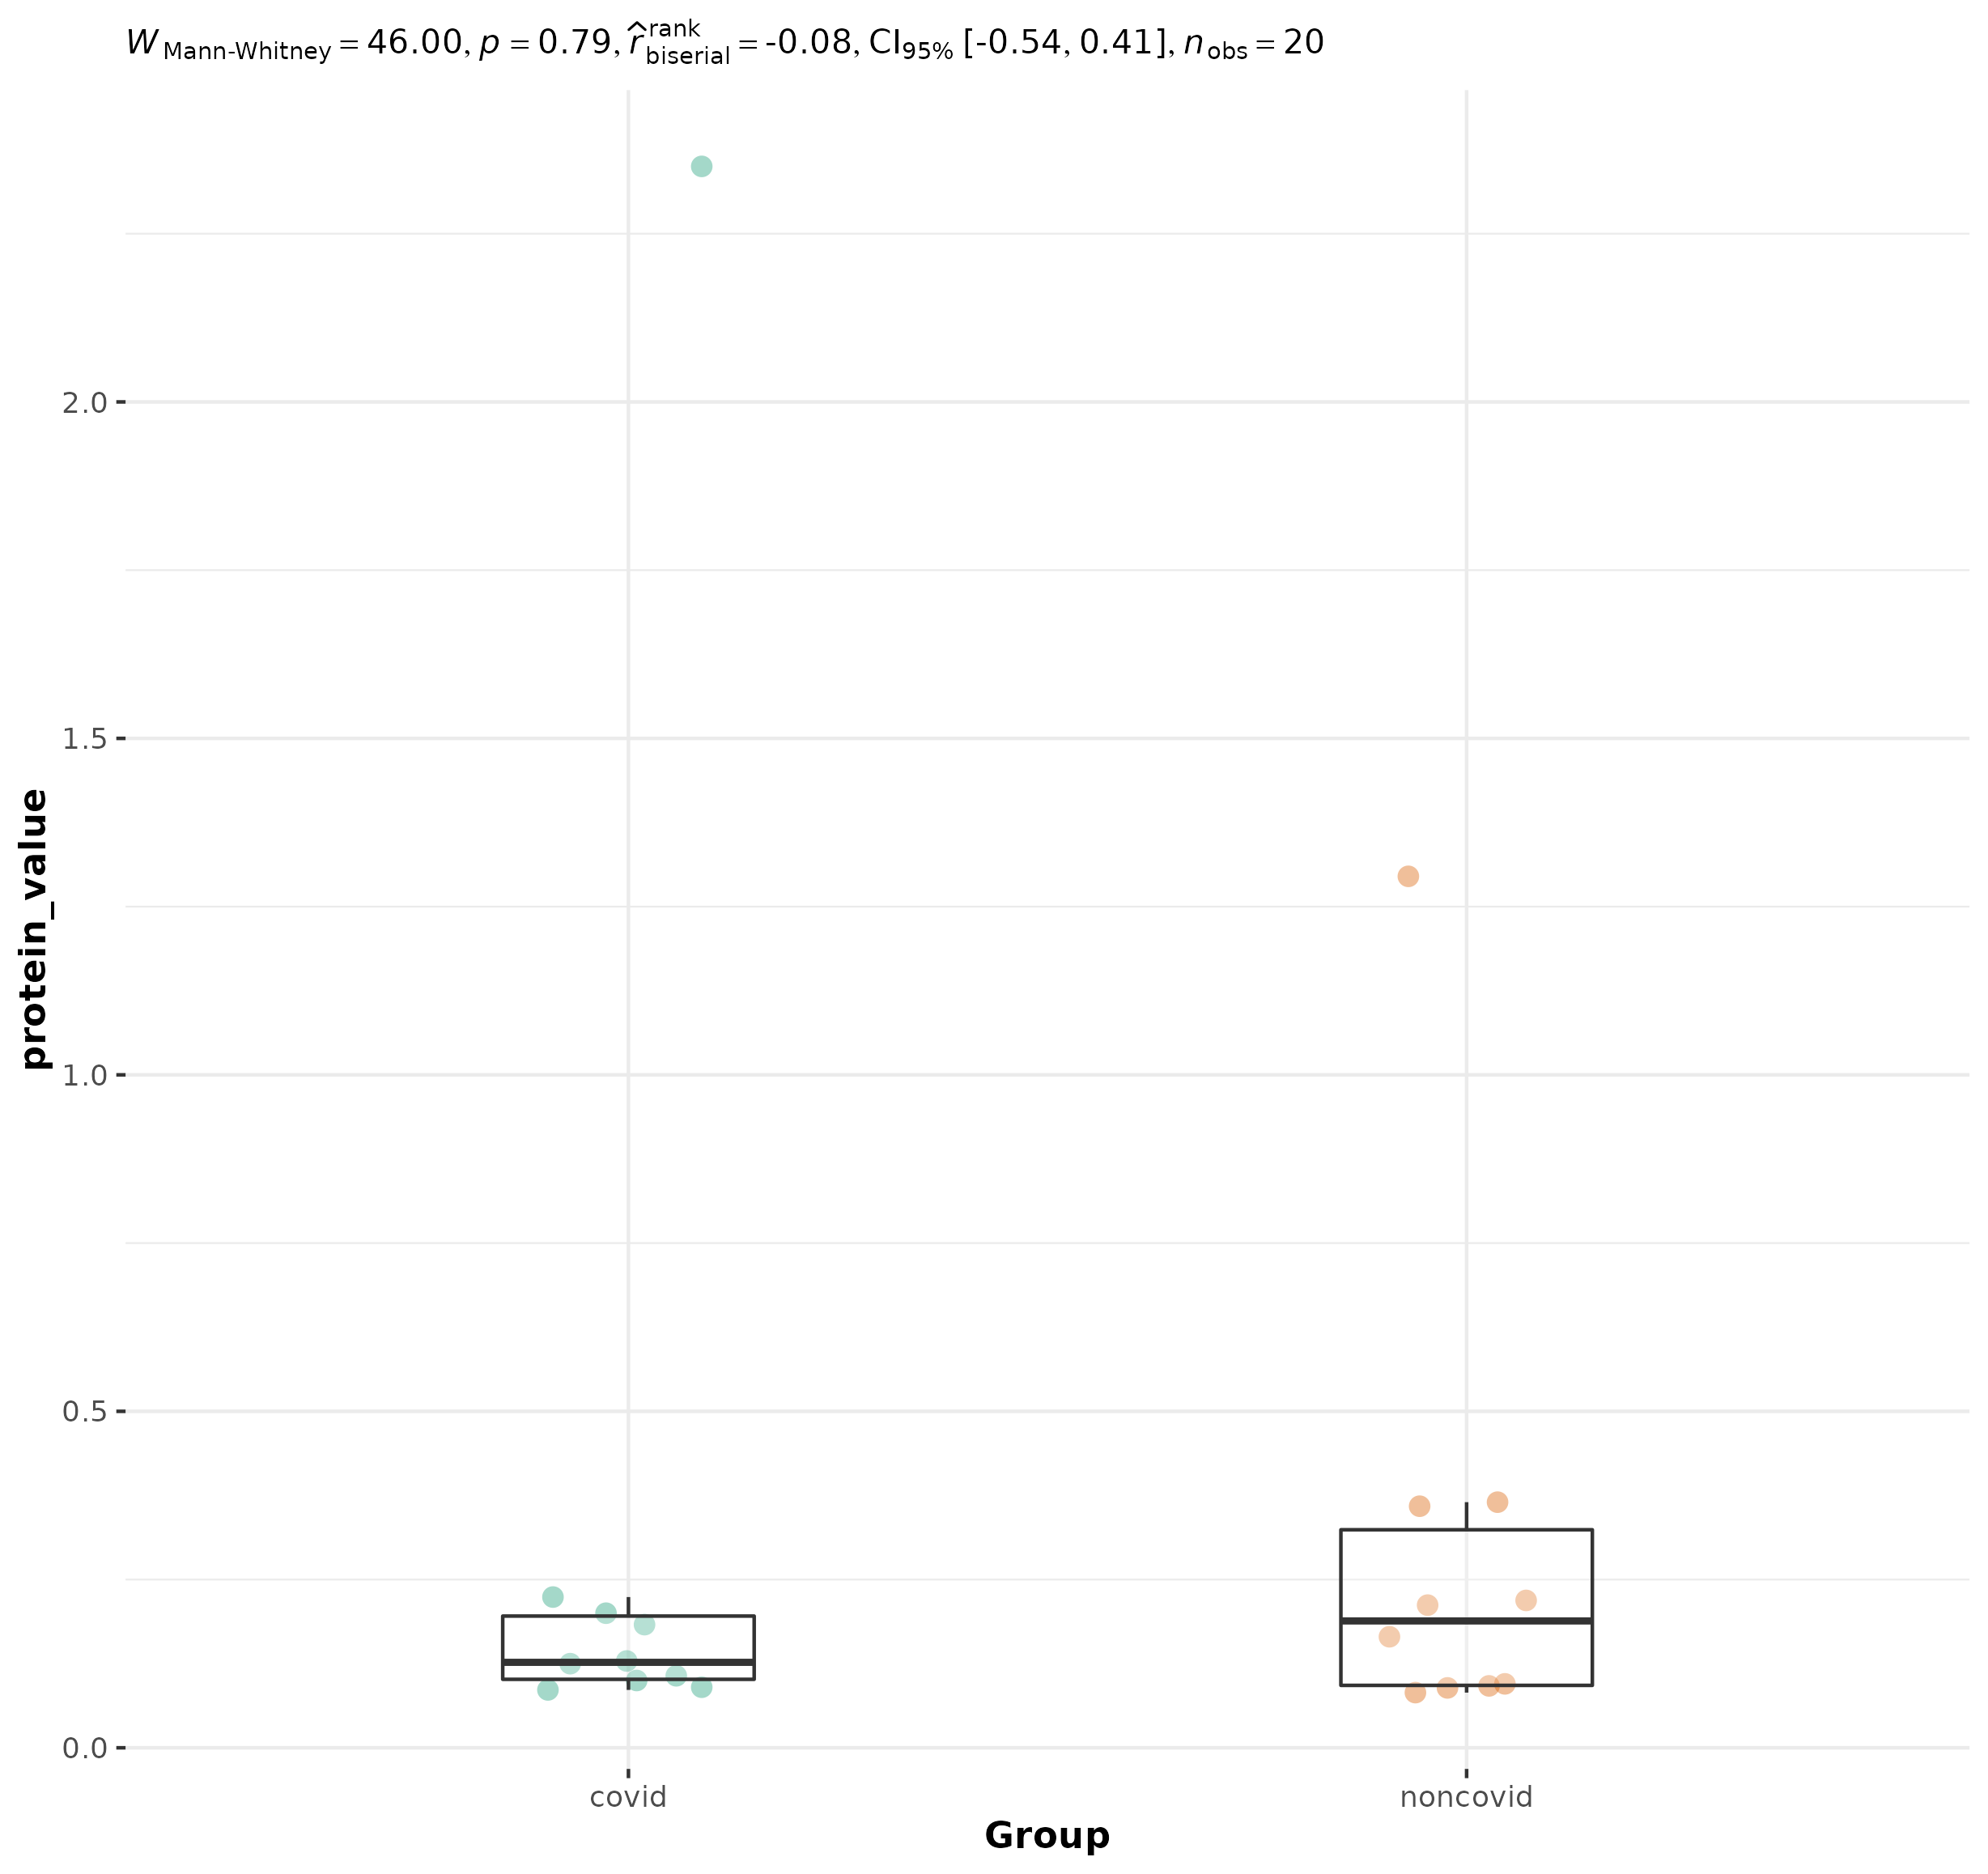 W Mann-Whitney = 46.00, p = 0.79, r̂ rank biserial = -0.08, CI95% [-0.54, 0.41], nobs = 20
protein_value
2.0
1.5
1.0
0.5
0.0
covid noncovid
Group